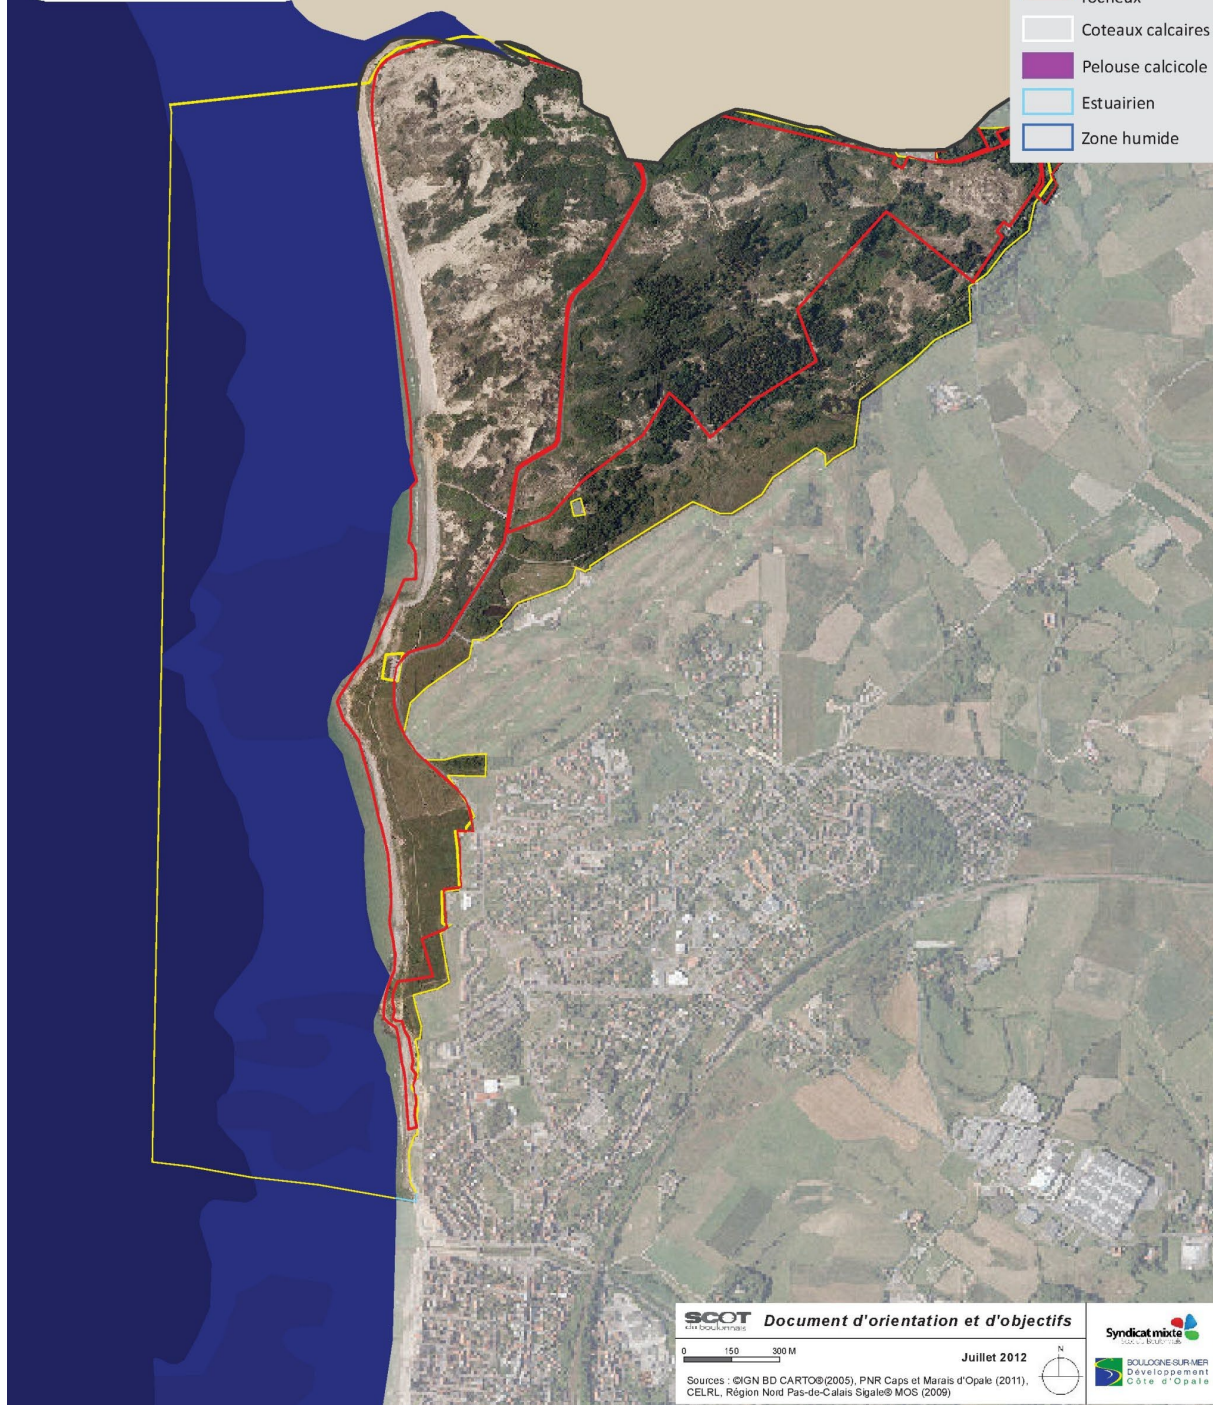 Coteaux calcaires
Pelouse calcicole
Estuairien
Zone humide
SCOT
du boulonnais
Document d'orientation et d'objectifs
0 150 300 M
Juillet 2012
N
Sources : ©IGN BD CARTO®(2005), PNR Caps et Marais d'Opale (2011),
CELRL, Région Nord Pas-de-Calais Sigale® MOS (2009)
Syndicat mixte
BOULOGNE-SUR-MER
Développement
Côte d'Opale